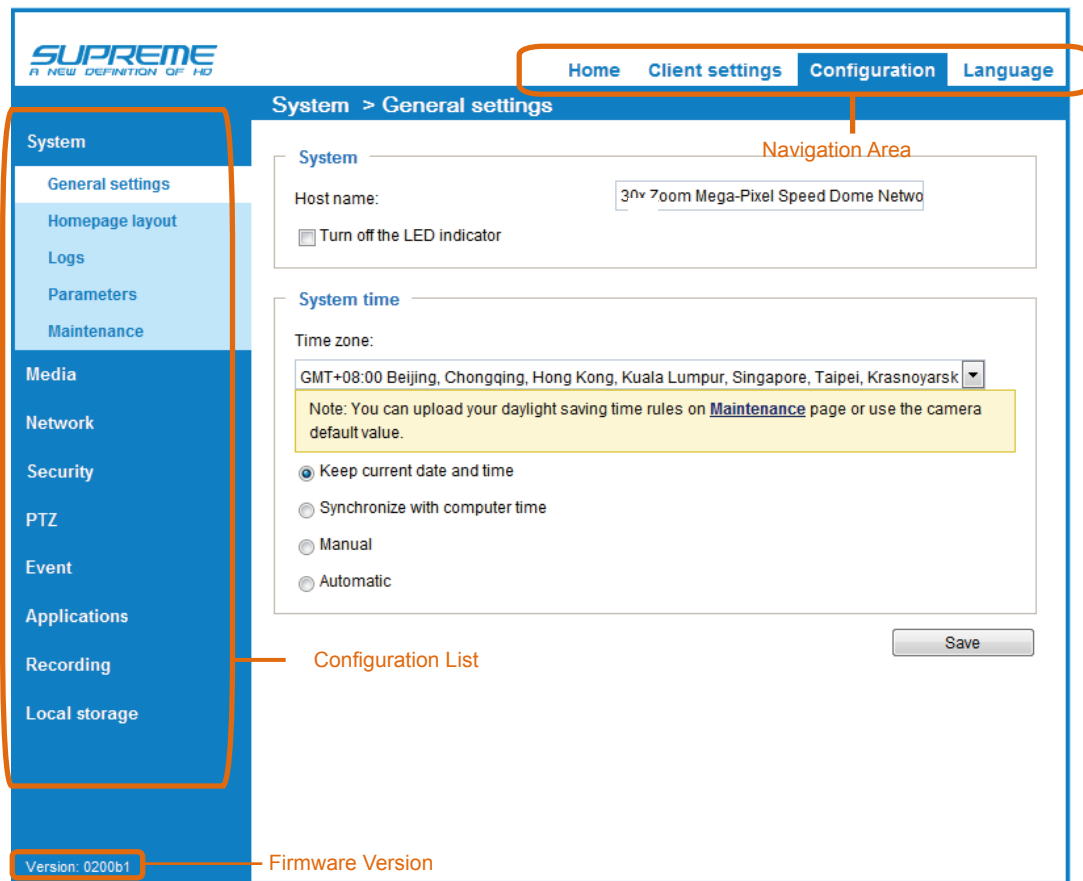 SUPREME
A NEW DEFINITION OF HD
Home Client settings Configuration Language
System > General settings
Navigation Area
System
General settings
Homepage layout
Logs
Parameters
Maintenance
Media
Network
Security
PTZ
Event
Applications
Recording
Local storage
Version: 0200b1
System
Host name:
30x Zoom Mega-Pixel Speed Dome Netwo
Turn off the LED indicator
System time
Time zone:
GMT+08:00 Beijing, Chongqing, Hong Kong, Kuala Lumpur, Singapore, Taipei, Krasnoyarsk
Note: You can upload your daylight saving time rules on Maintenance page or use the camera
default value.
Keep current date and time
Synchronize with computer time
Manual
Automatic
Save
Configuration List
Firmware Version